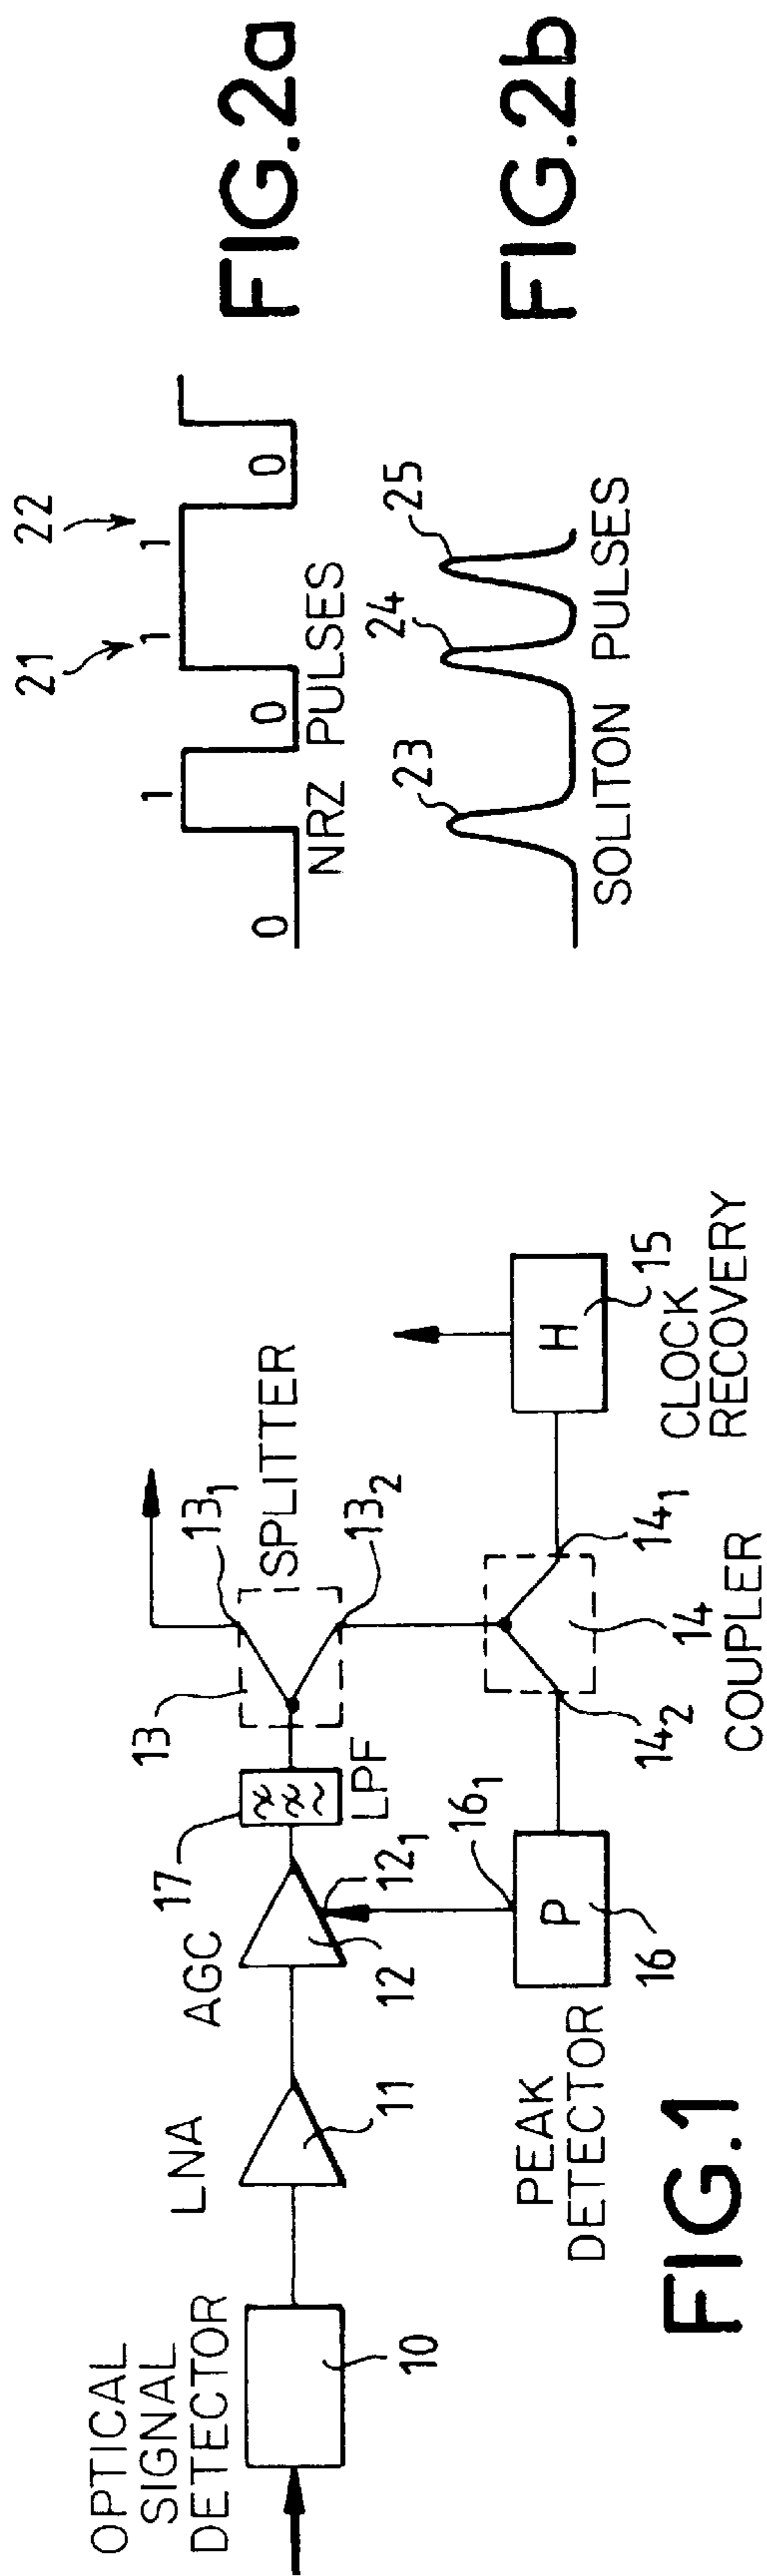 OPTICAL
SIGNAL
DETECTOR
10
LNA
11
AGC
12
12₁
17
LPF
13
13₁
SPLITTER
13₂
14₂
14
14₁
COUPLER
P
16
16₁
PEAK
DETECTOR
H
15
CLOCK
RECOVERY
FIG.1
21
22
0
1
0
1
1
0
NRZ PULSES
FIG.2a
23
24
25
SOLITON PULSES
FIG.2b